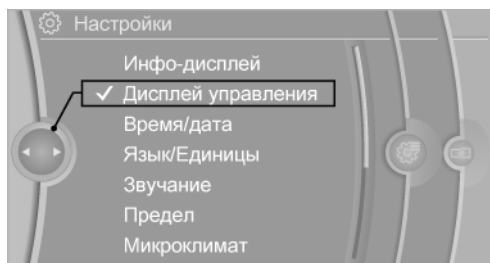 Настройки
Инфо-дисплей
Дисплей управления
Время/дата
Язык/Единицы
Звучание
Предел
Микроклимат